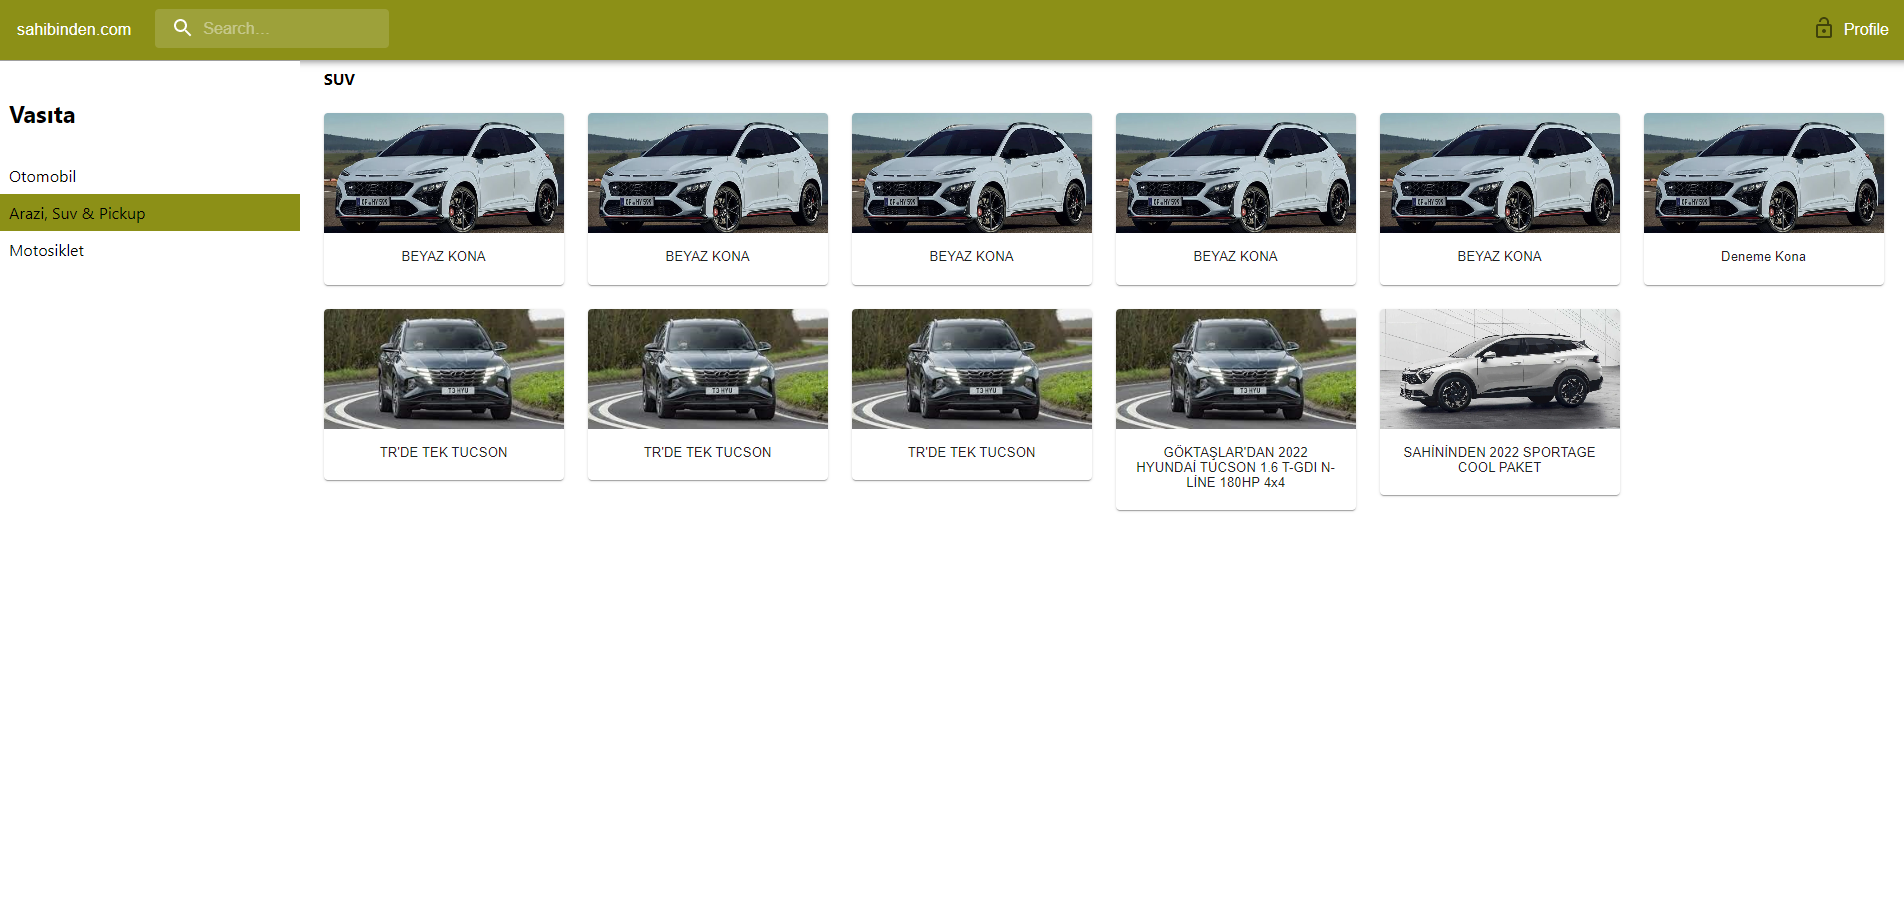 sahibinden.com
Search...
Profile
Vasıta
Otomobil
Arazi, Suv & Pickup
Motosiklet
SUV
BEYAZ KONA
BEYAZ KONA
BEYAZ KONA
BEYAZ KONA
BEYAZ KONA
Deneme Kona
TR'DE TEK TUCSON
TR'DE TEK TUCSON
TR'DE TEK TUCSON
GÖKTAŞLAR'DAN 2022
HYUNDAİ TUCSON 1.6 T-GDI N-
LİNE 180HP 4x4
SAHİNİNDEN 2022 SPORTAGE
COOL PAKET